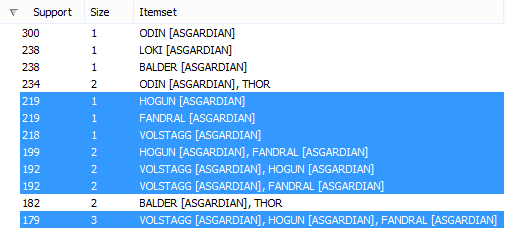 Support Size Itemset
300 1 ODIN [ASGARDIAN]
238 1 LOKI [ASGARDIAN]
238 1 BALDER [ASGARDIAN]
234 2 ODIN [ASGARDIAN], THOR
219 1 HOGUN [ASGARDIAN]
219 1 FANDRAL [ASGARDIAN]
218 1 VOLSTAGG [ASGARDIAN]
199 2 HOGUN [ASGARDIAN], FANDRAL [ASGARDIAN]
192 2 VOLSTAGG [ASGARDIAN], HOGUN [ASGARDIAN]
192 2 VOLSTAGG [ASGARDIAN], FANDRAL [ASGARDIAN]
182 2 BALDER [ASGARDIAN], THOR
179 3 VOLSTAGG [ASGARDIAN], HOGUN [ASGARDIAN], FANDRAL [ASGARDIAN]